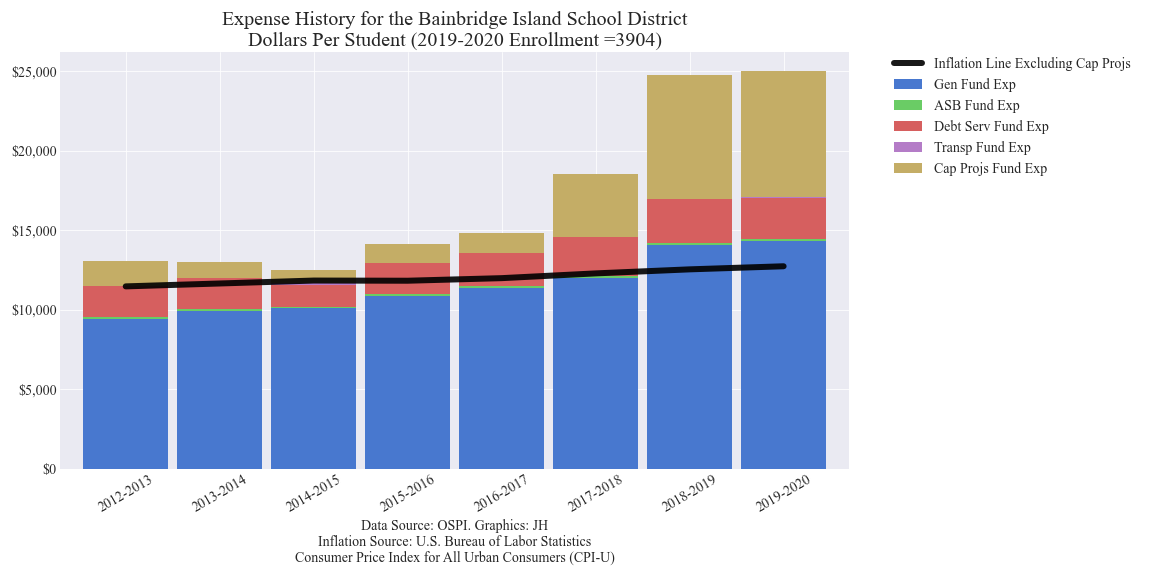 Expense History for the Bainbridge Island School District
Dollars Per Student (2019-2020 Enrollment =3904)
$25,000
$20,000
$15,000
$10,000
$5,000
$0
2012-2013
2013-2014
2014-2015
2015-2016
2016-2017
2017-2018
2018-2019
2019-2020
Inflation Line Excluding Cap Projs
Gen Fund Exp
ASB Fund Exp
Debt Serv Fund Exp
Transp Fund Exp
Cap Projs Fund Exp
Data Source: OSPI. Graphics: JH
Inflation Source: U.S. Bureau of Labor Statistics
Consumer Price Index for All Urban Consumers (CPI-U)